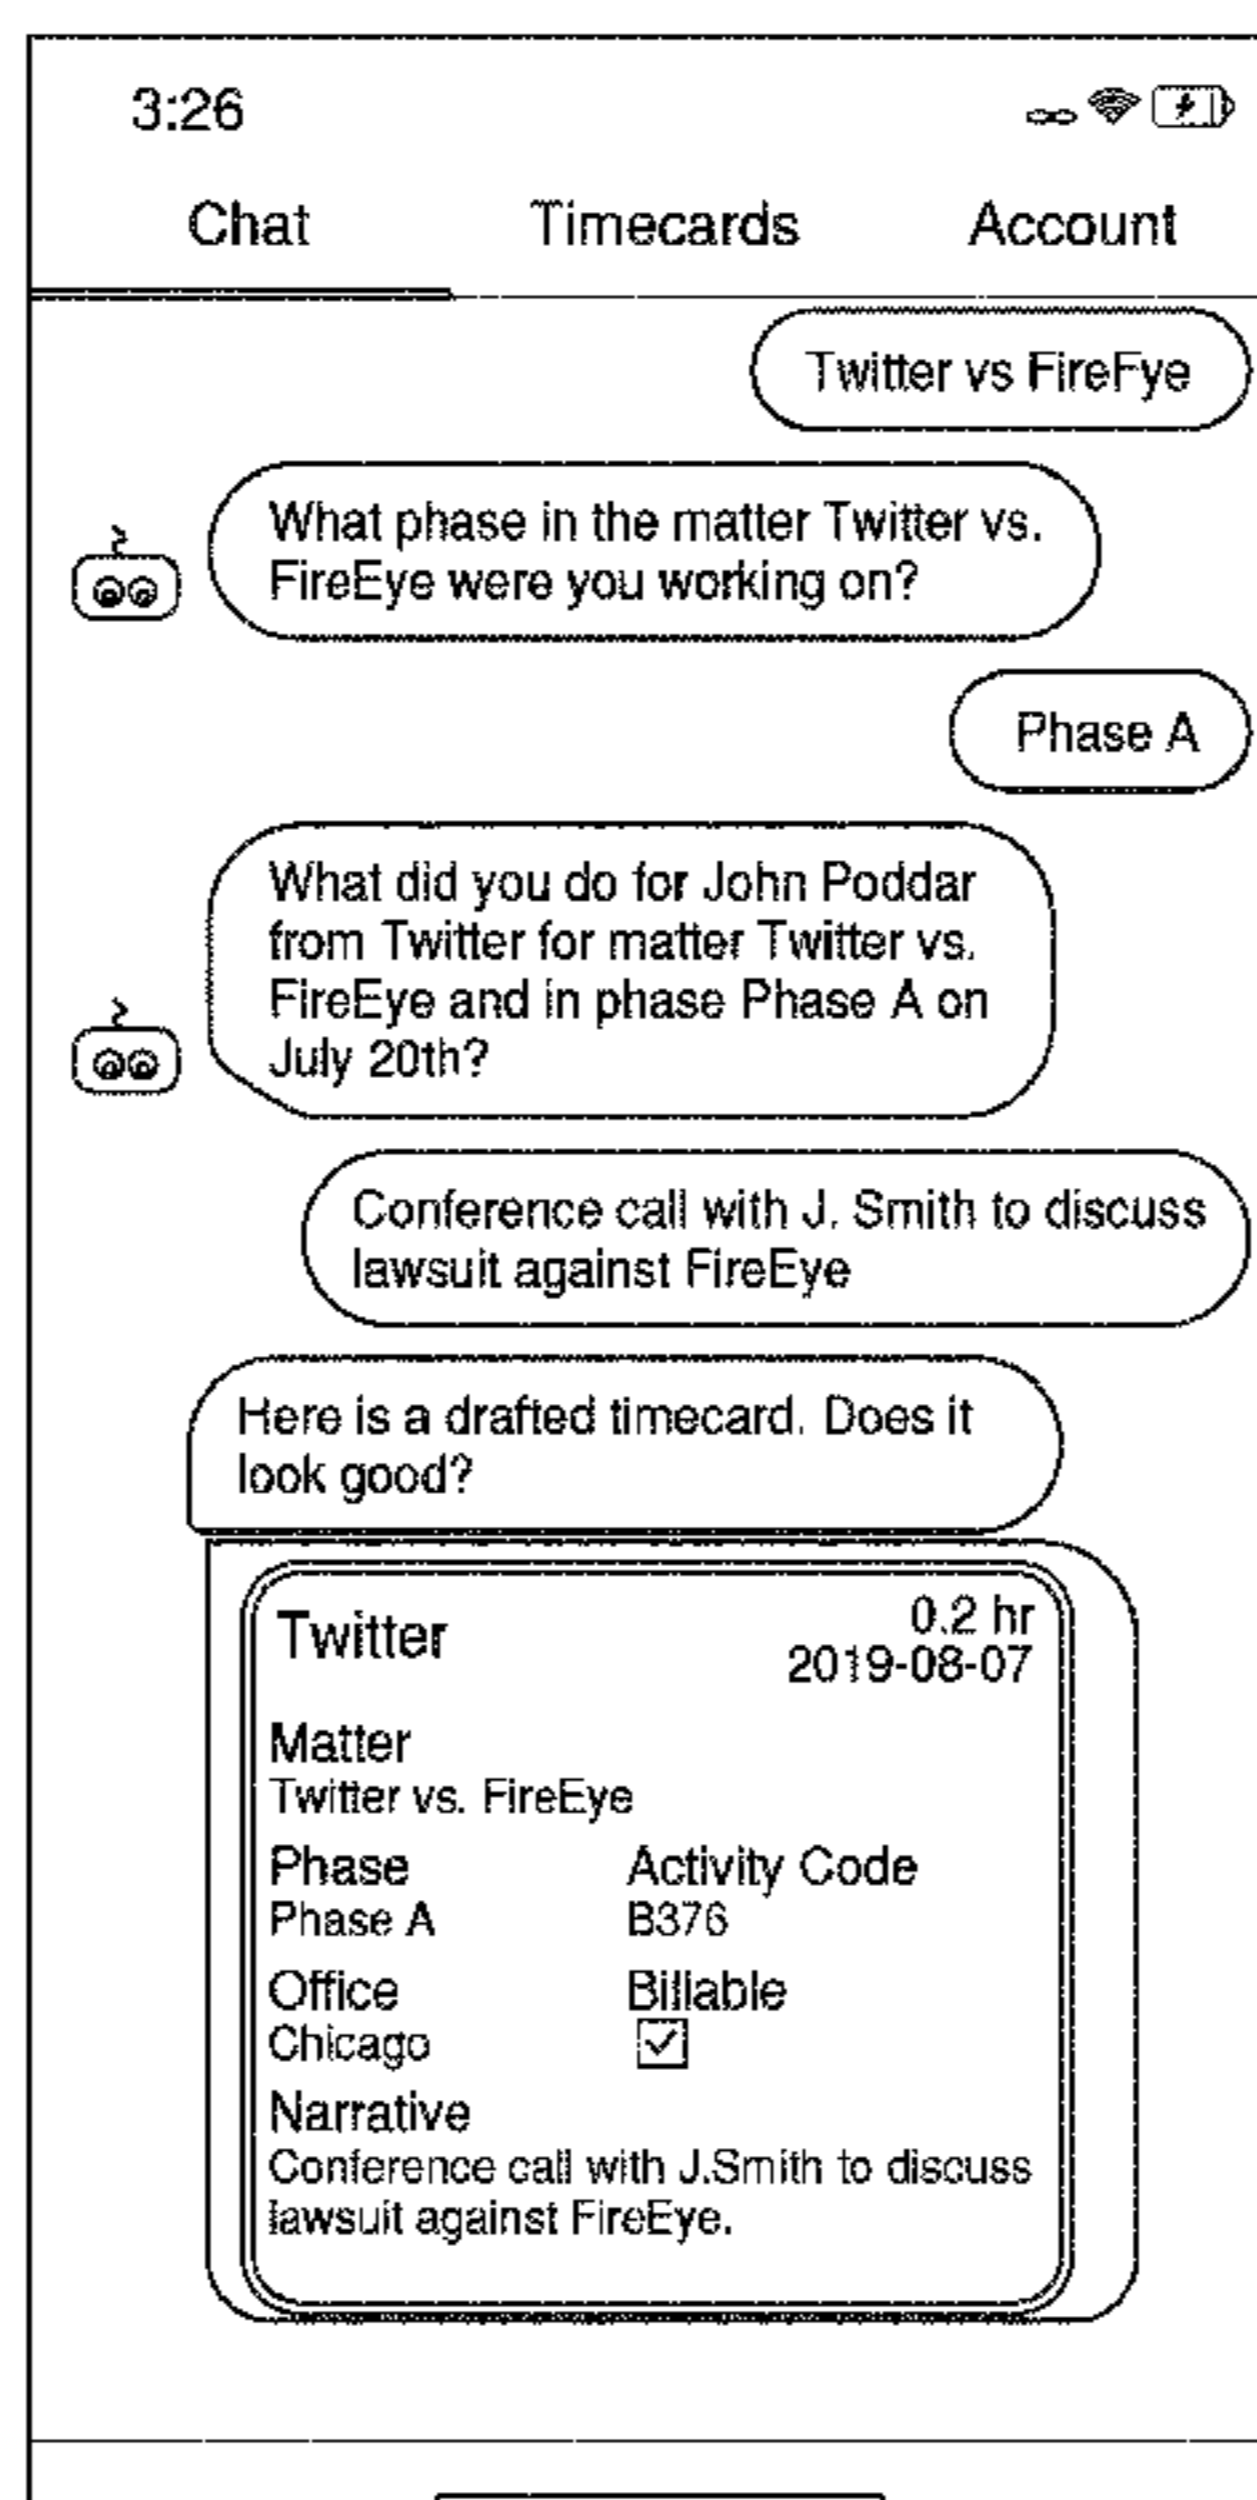 3:26
Chat Timecards Account
Twitter vs FireFye
What phase in the matter Twitter vs.
FireEye were you working on?
Phase A
What did you do for John Poddar
from Twitter for matter Twitter vs.
FireEye and in phase Phase A on
July 20th?
Conference call with J. Smith to discuss
lawsuit against FireEye
Here is a drafted timecard. Does it
look good?
Twitter 0.2 hr
2019-08-07
Matter
Twitter vs. FireEye
Phase Activity Code
Phase A B376
Office Billable
Chicago
Narrative
Conference call with J.Smith to discuss
lawsuit against FireEye.